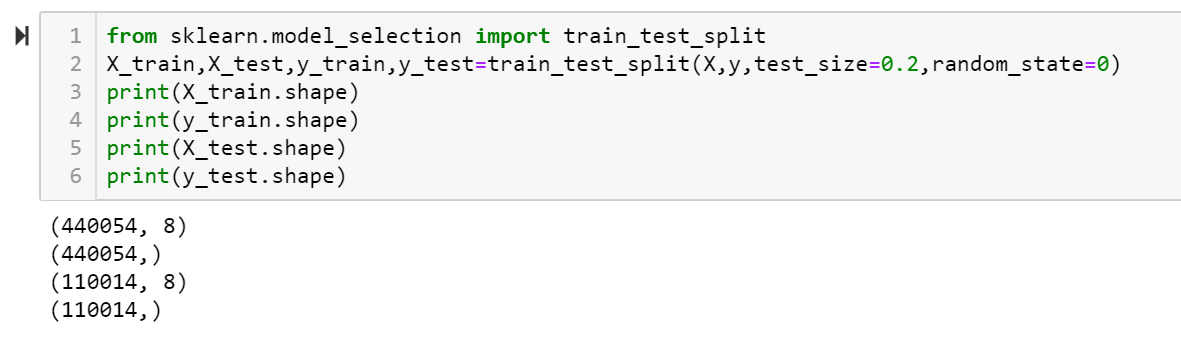 1 from sklearn.model_selection import train_test_split
2 X_train,X_test,y_train,y_test=train_test_split(X,y,test_size=0.2,random_state=0)
3 print(X_train.shape)
4 print(y_train.shape)
5 print(X_test.shape)
6 print(y_test.shape)
(440054, 8)
(440054,)
(110014, 8)
(110014,)